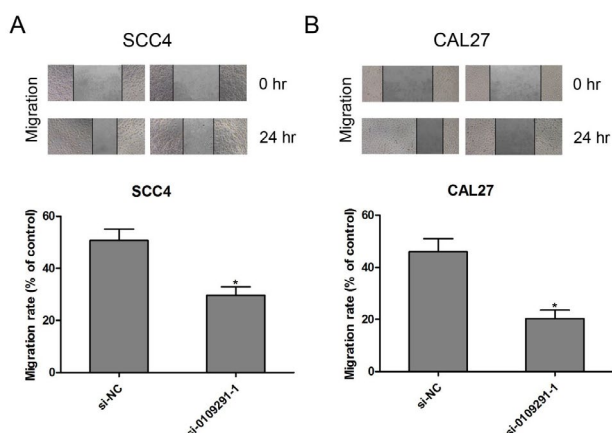 A
SCC4
Migration
0 hr
24 hr
SCC4
Migration rate (% of control)
60
40
20
0
*
si-NC
si-0109291-1
B
CAL27
Migration
0 hr
24 hr
CAL27
Migration rate (% of control)
60
40
20
0
*
si-NC
si-0109291-1